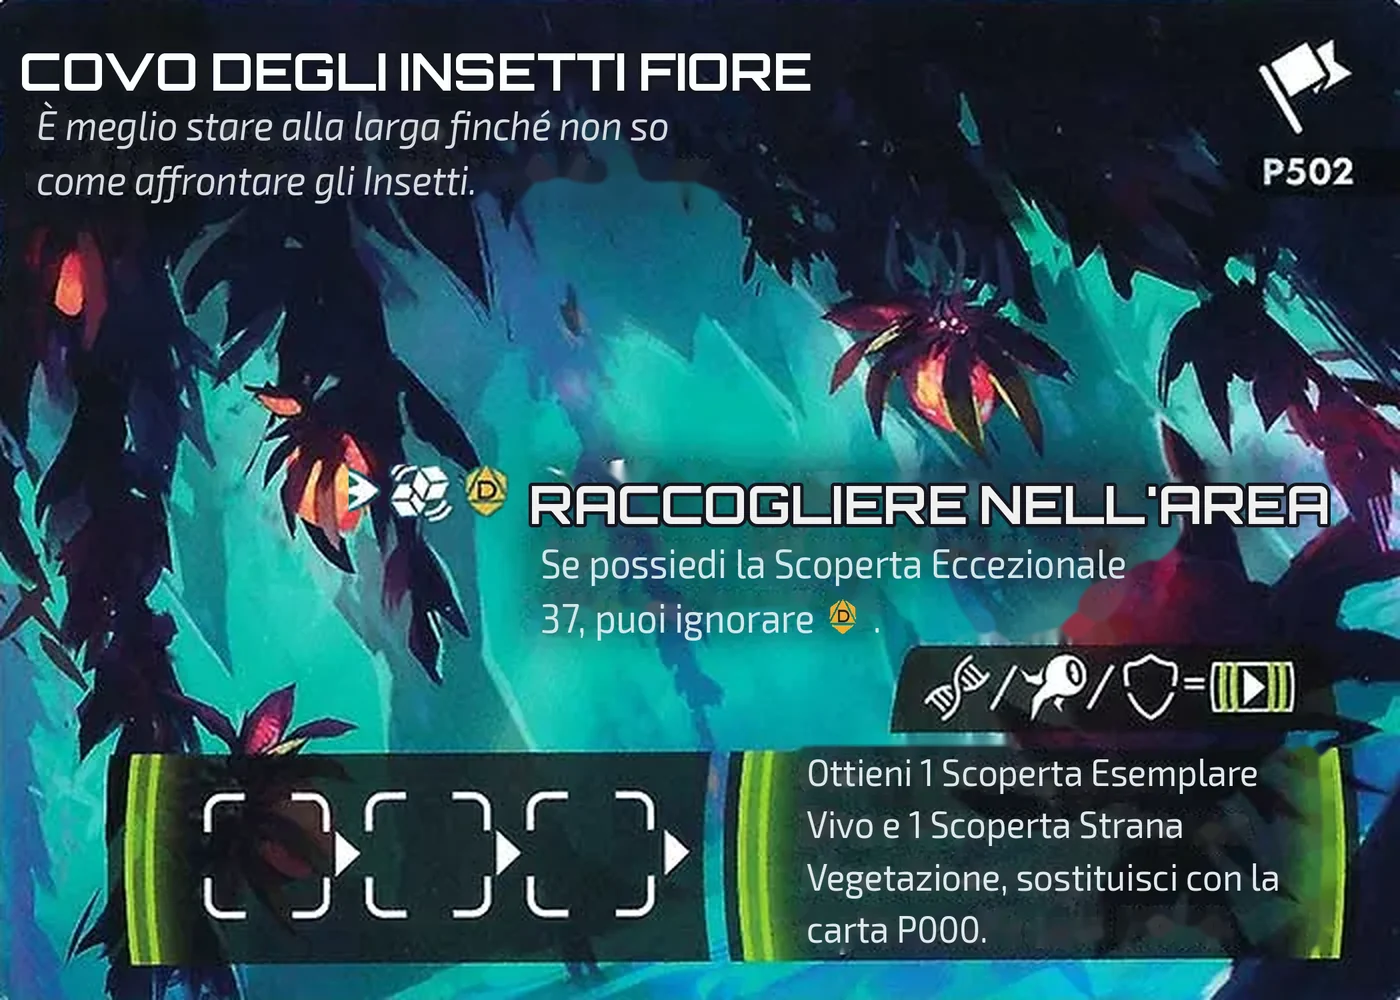 COVO DEGLI INSETTI FIORE
È meglio stare alla larga finché non so
come affrontare gli Insetti.
P502
D RACCOGLIERE NELL'AREA
Se possiedi la Scoperta Eccezionale
37, puoi ignorare D .
/ / =
Ottieni 1 Scoperta Esemplare
Vivo e 1 Scoperta Strana
Vegetazione, sostituisci con la
carta P000.